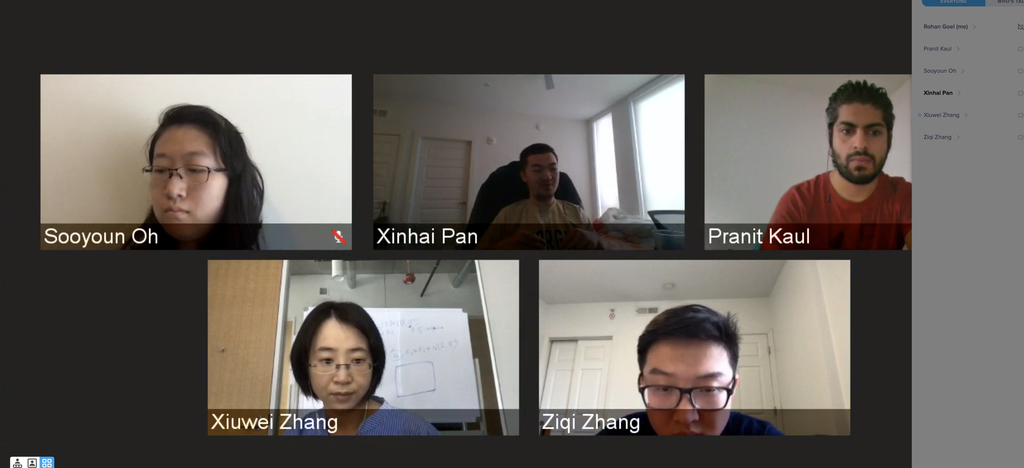 EVERYONE
Rohan Goel (me)
Pranit Kaul
Sooyoun Oh
Xinhai Pan
Xiuwei Zhang
Ziqi Zhang
Sooyoun Oh
Xinhai Pan
Pranit Kaul
Xiuwei Zhang
Ziqi Zhang